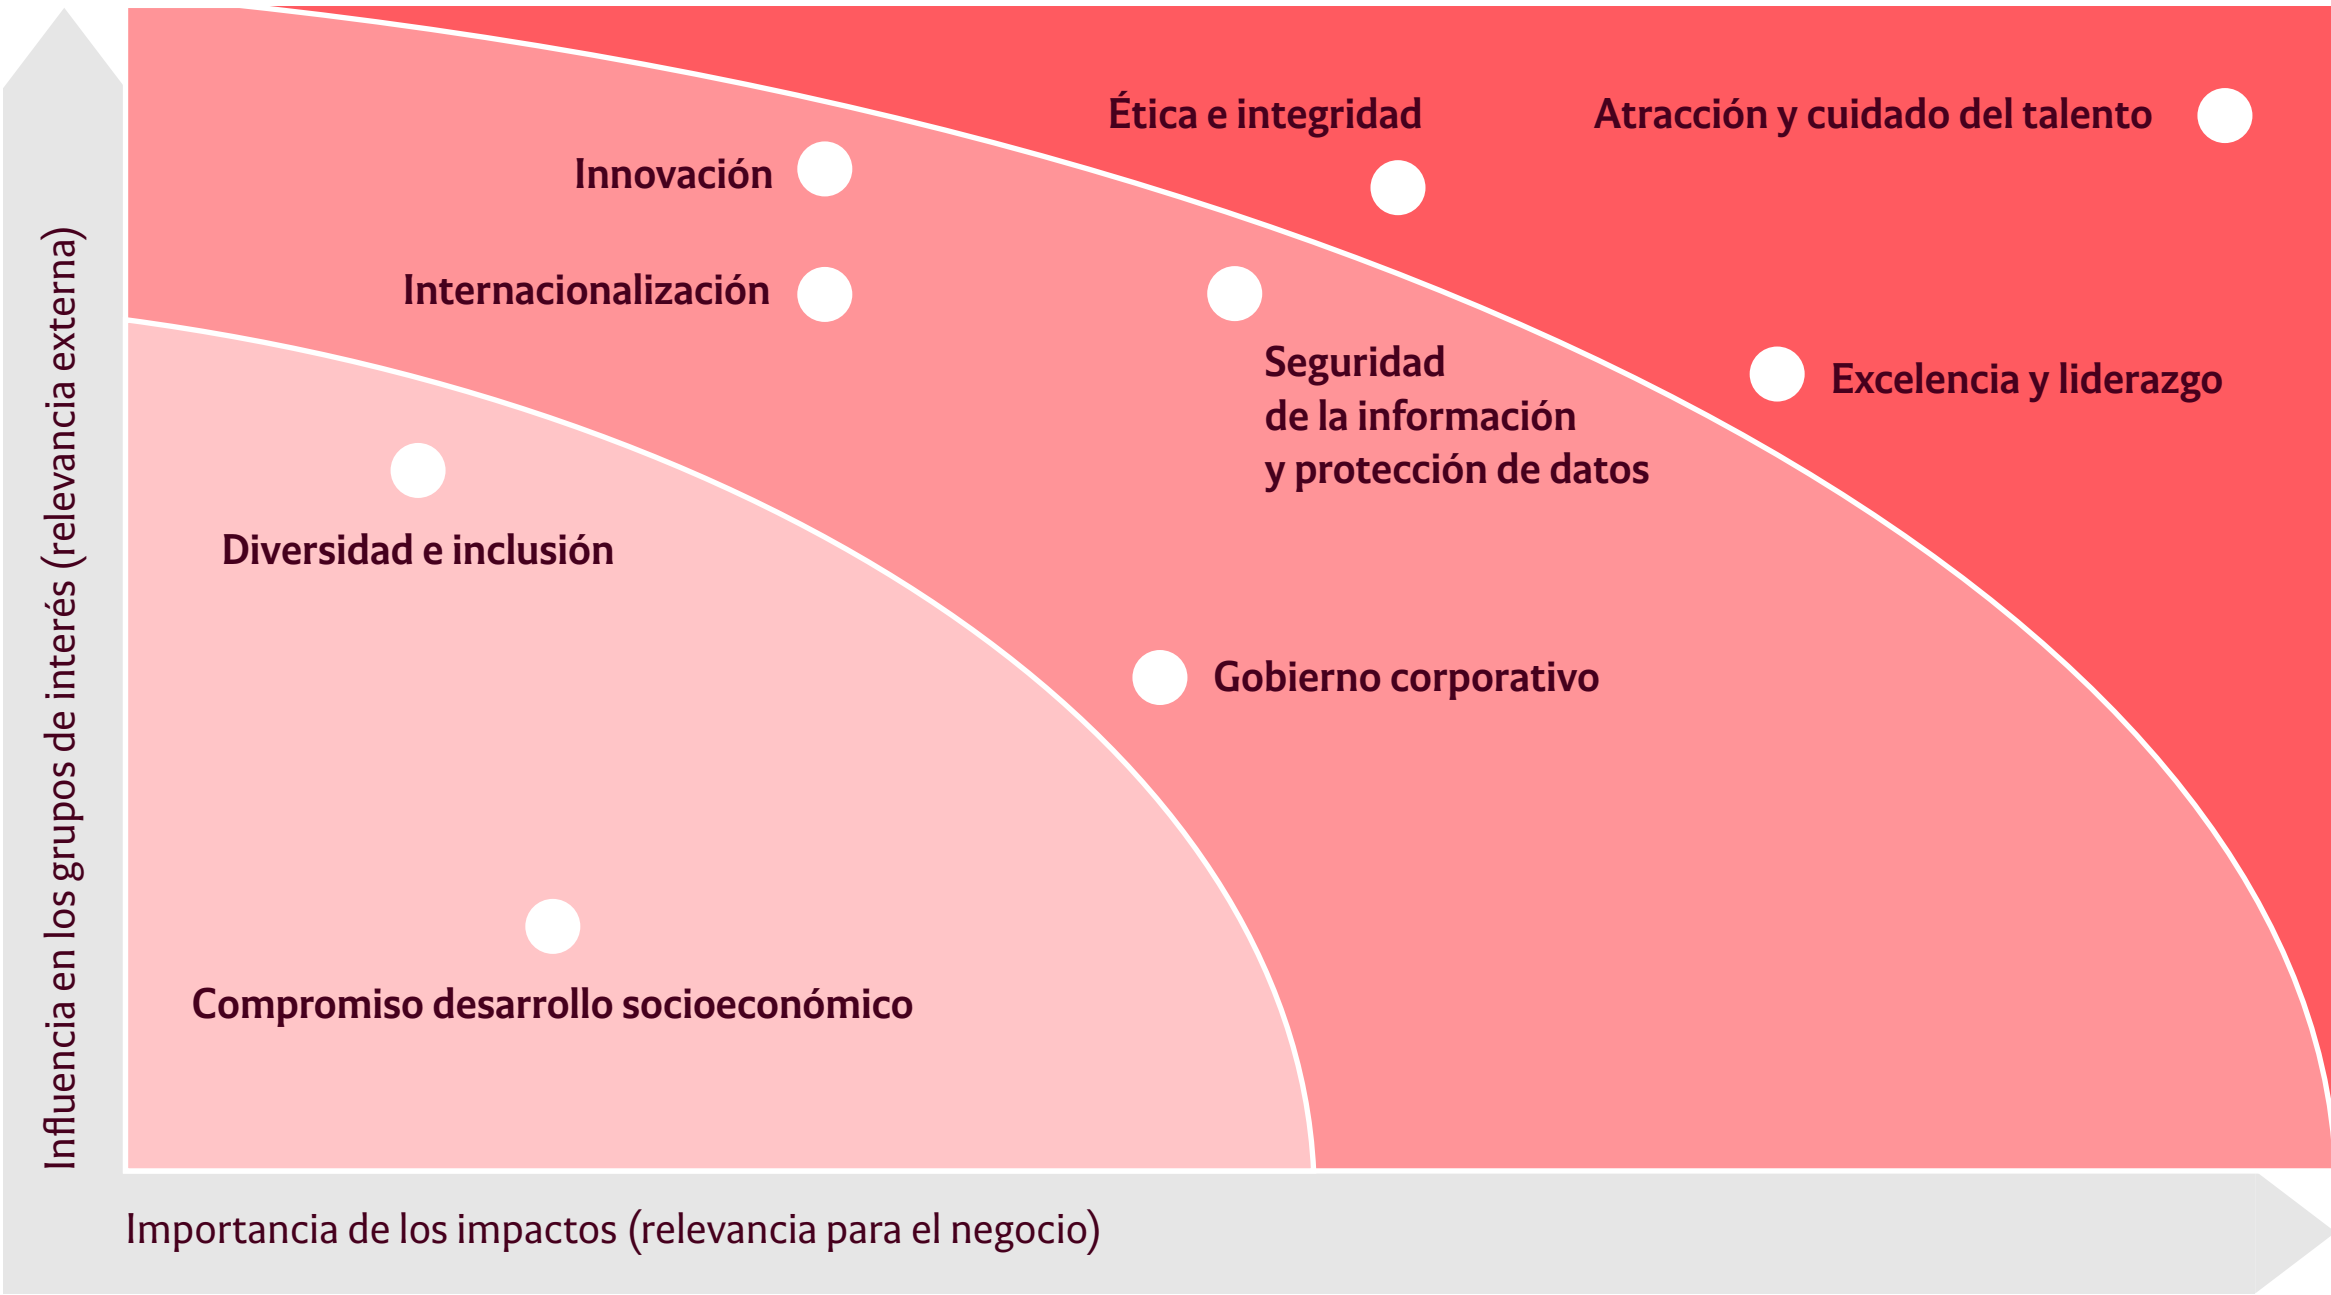 Influencia en los grupos de interés (relevancia externa)
Ética e integridad
Atracción y cuidado del talento
Innovación
Internacionalización
Seguridad
de la información
y protección de datos
Excelencia y liderazgo
Diversidad e inclusión
Gobierno corporativo
Compromiso desarrollo socioeconómico
Importancia de los impactos (relevancia para el negocio)